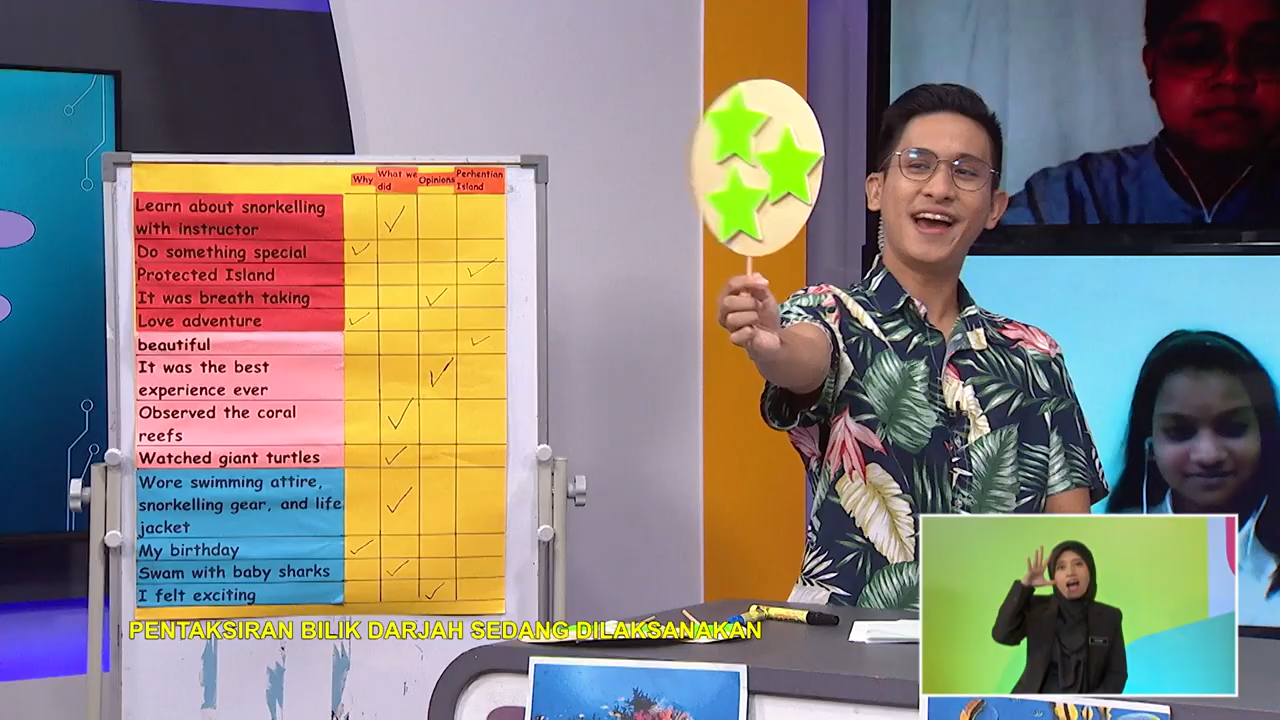 Why
What we
did
Opinions
Perhentian
Island
Learn about snorkelling
with instructor
Do something special
Protected Island
It was breath taking
Love adventure
beautiful
It was the best
experience ever
Observed the coral
reefs
Watched giant turtles
Wore swimming attire,
snorkelling gear, and life
jacket
My birthday
Swam with baby sharks
I felt exciting
PENTAKSIRAN BILIK DARJAH SEDANG DILAKSANAKAN